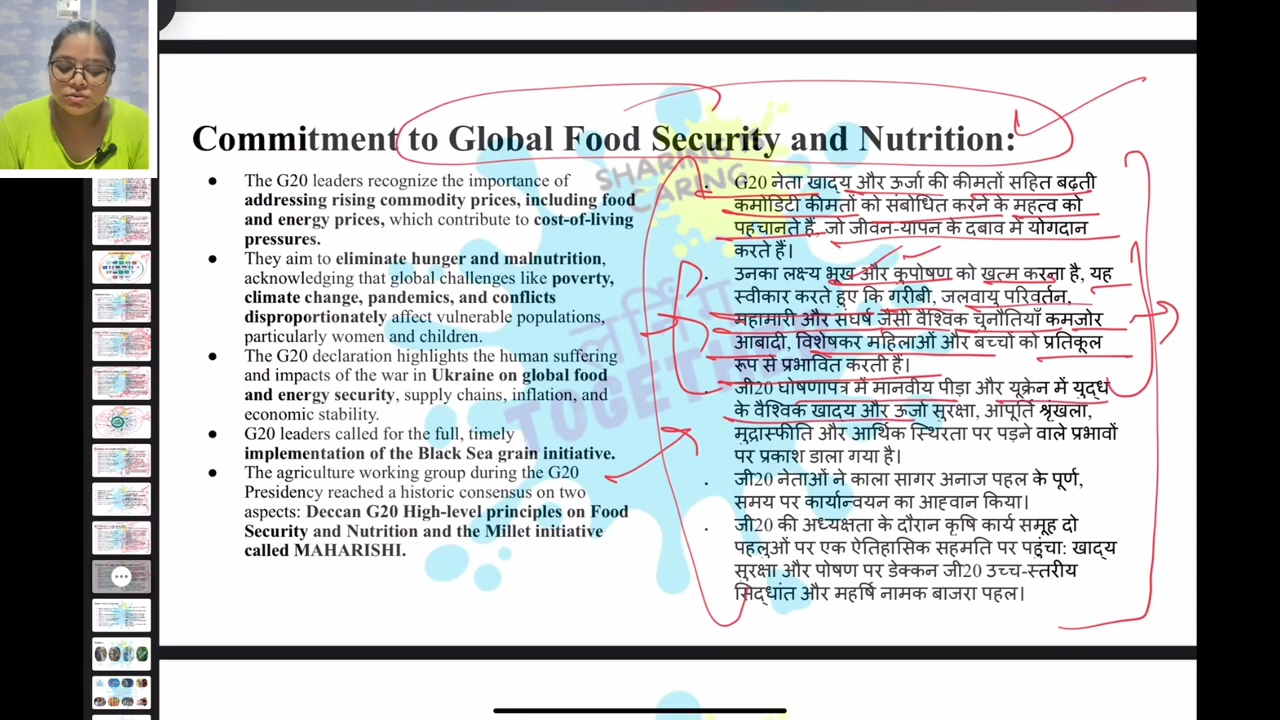 Commitment to Global Food Security and Nutrition:
The G20 leaders recognize the importance of
addressing rising commodity prices, including food
and energy prices, which contribute to cost-of-living
pressures.
They aim to eliminate hunger and malnutrition,
acknowledging that global challenges like poverty,
climate change, pandemics, and conflicts
disproportionately affect vulnerable populations,
particularly women and children.
The G20 declaration highlights the human suffering
and impacts of the war in Ukraine on global food
and energy security, supply chains, inflation, and
economic stability.
G20 leaders called for the full, timely
implementation of the Black Sea grain initiative.
The agriculture working group during the G20
Presidency reached a historic consensus on two
aspects: Deccan G20 High-level principles on Food
Security and Nutrition and the Millet initiative
called MAHARISHI.
G20 नेता खाद्य और ऊर्जा की कीमतों सहित बढ़ती
कमोडिटी कीमतों को संबोधित करने के महत्व को
पहचानते हैं, जो जीवन-यापन के दबाव में योगदान
करते हैं।
उनका लक्ष्य भूख और कुपोषण को खत्म करना है, यह
स्वीकार करते हुए कि गरीबी, जलवायु परिवर्तन,
महामारी और संघर्ष जैसी वैश्विक चुनौतियाँ कमजोर
आबादी, विशेषकर महिलाओं और बच्चों को प्रतिकूल
रूप से प्रभावित करती हैं।
जी20 घोषणापत्र में मानवीय पीड़ा और यूक्रेन में युद्ध
के वैश्विक खाद्य और ऊर्जा सुरक्षा, आपूर्ति श्रृंखला,
मुद्रास्फीति और आर्थिक स्थिरता पर पड़ने वाले प्रभावों
पर प्रकाश डाला गया है।
जी20 नेताओं ने काला सागर अनाज पहल के पूर्ण,
समय पर कार्यान्वयन का आह्वान किया।
जी20 की अध्यक्षता के दौरान कृषि कार्य समूह दो
पहलुओं पर एक ऐतिहासिक सहमति पर पहुंचा: खाद्य
सुरक्षा और पोषण पर डेक्कन जी20 उच्च-स्तरीय
सिद्धांत और महर्षि नामक बाजरा पहल।
SHARING
CARING
TOGETHER